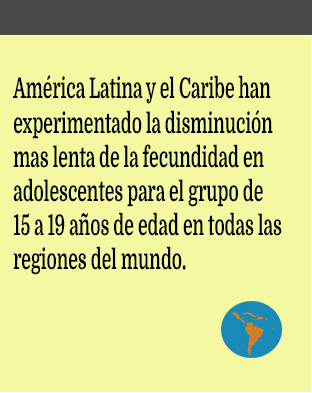 América Latina y el Caribe han
experimentado la disminución
mas lenta de la fecundidad en
adolescentes para el grupo de
15 a 19 años de edad en todas las
regiones del mundo.